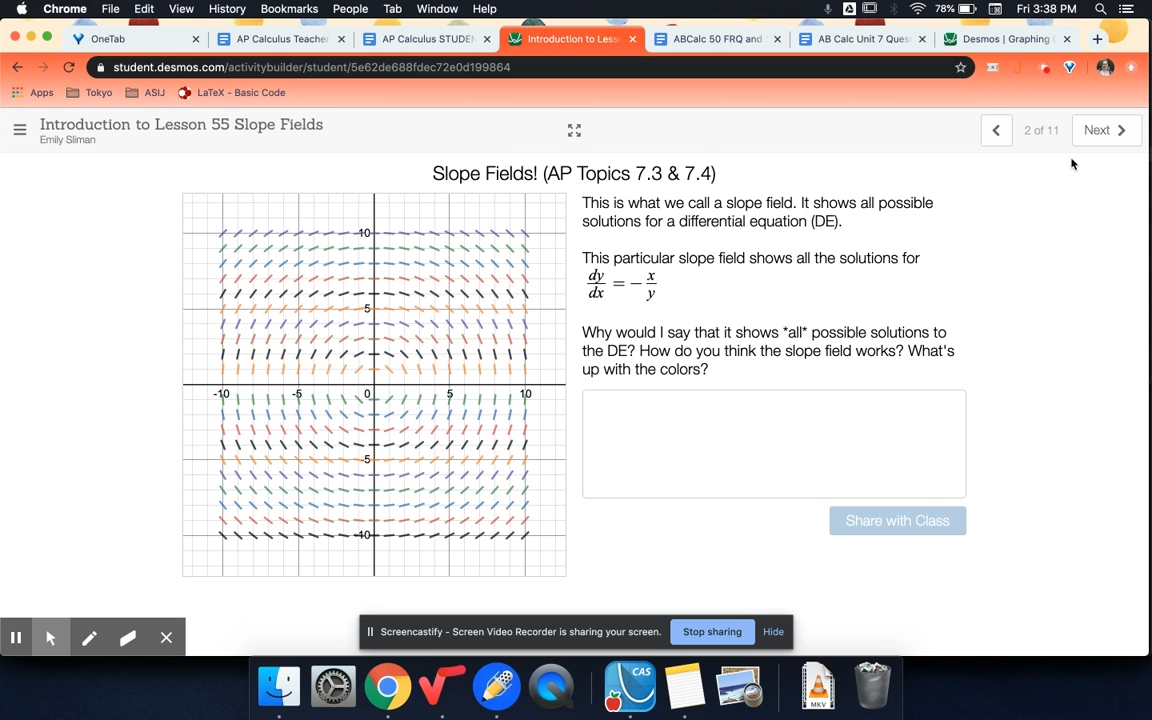 Chrome File Edit View History Bookmarks People Tab Window Help 78% Fri 3:38 PM
OneTab × AP Calculus Teacher × AP Calculus STUDEN × Introduction to Less × ABCalc 50 FRQ and × AB Calc Unit 7 Quest × Desmos | Graphing C × +
student.desmos.com/activitybuilder/student/5e62de688fdec72e0d199864
Apps Tokyo ASIJ LaTeX - Basic Code
Introduction to Lesson 55 Slope Fields
Emily Sliman
2 of 11 Next
Slope Fields! (AP Topics 7.3 & 7.4)
This is what we call a slope field. It shows all possible
solutions for a differential equation (DE).
This particular slope field shows all the solutions for
dy/dx = − x/y
Why would I say that it shows *all* possible solutions to
the DE? How do you think the slope field works? What's
up with the colors?
Share with Class
10
5
-10 -5 0 5 10
-5
-10
Screencastify - Screen Video Recorder is sharing your screen. Stop sharing Hide
CAS
MKV